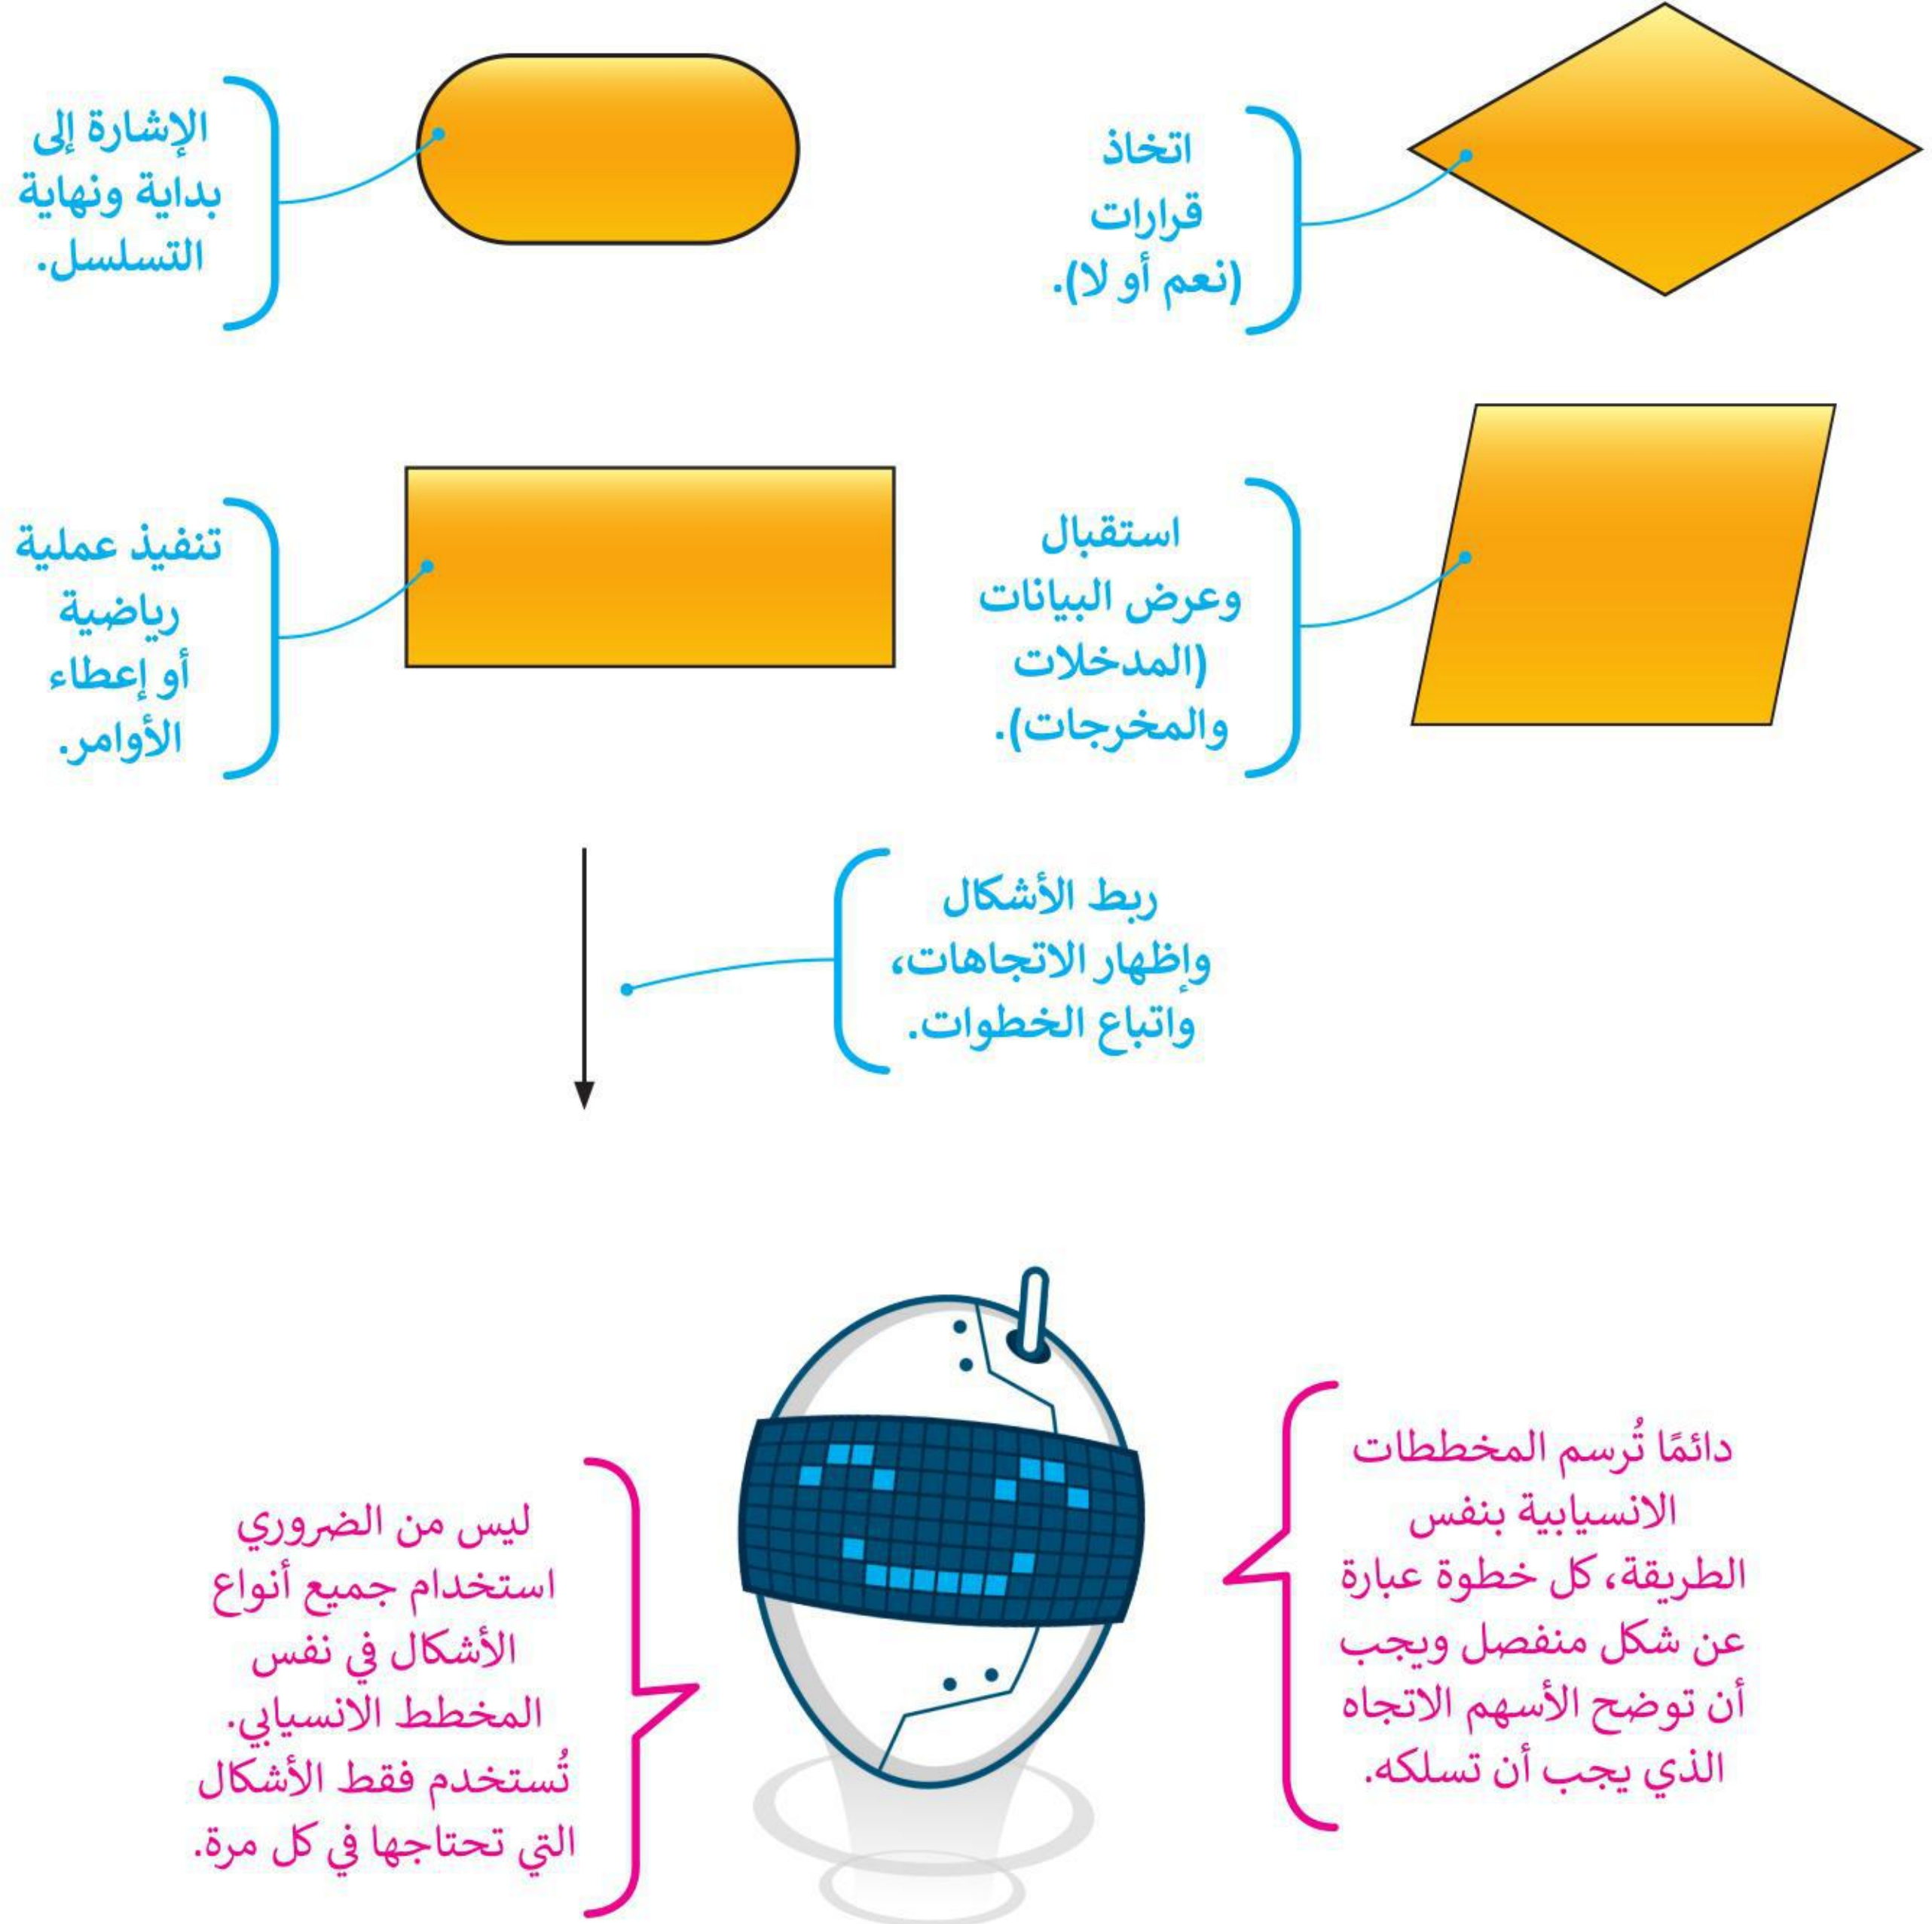 اتخاذ
قرارات
(نعم أو لا).
الإشارة إلى
بداية ونهاية
التسلسل.
استقبال
وعرض البيانات
(المدخلات
والمخرجات).
تنفيذ عملية
رياضية
أو إعطاء
الأوامر.
ربط الأشكال
وإظهار الاتجاهات،
واتباع الخطوات.
دائمًا تُرسم المخططات
الانسيابية بنفس
الطريقة، كل خطوة عبارة
عن شكل منفصل ويجب
أن توضح الأسهم الاتجاه
الذي يجب أن تسلكه.
ليس من الضروري
استخدام جميع أنواع
الأشكال في نفس
المخطط الانسيابي.
تُستخدم فقط الأشكال
التي تحتاجها في كل مرة.